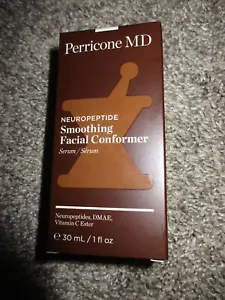 Perricone MD
NEUROPEPTIDE
Smoothing
Facial Conformer
Serum / Sérum
Neuropeptides, DMAE,
Vitamin C Ester
℮ 30 mL / 1 fl oz